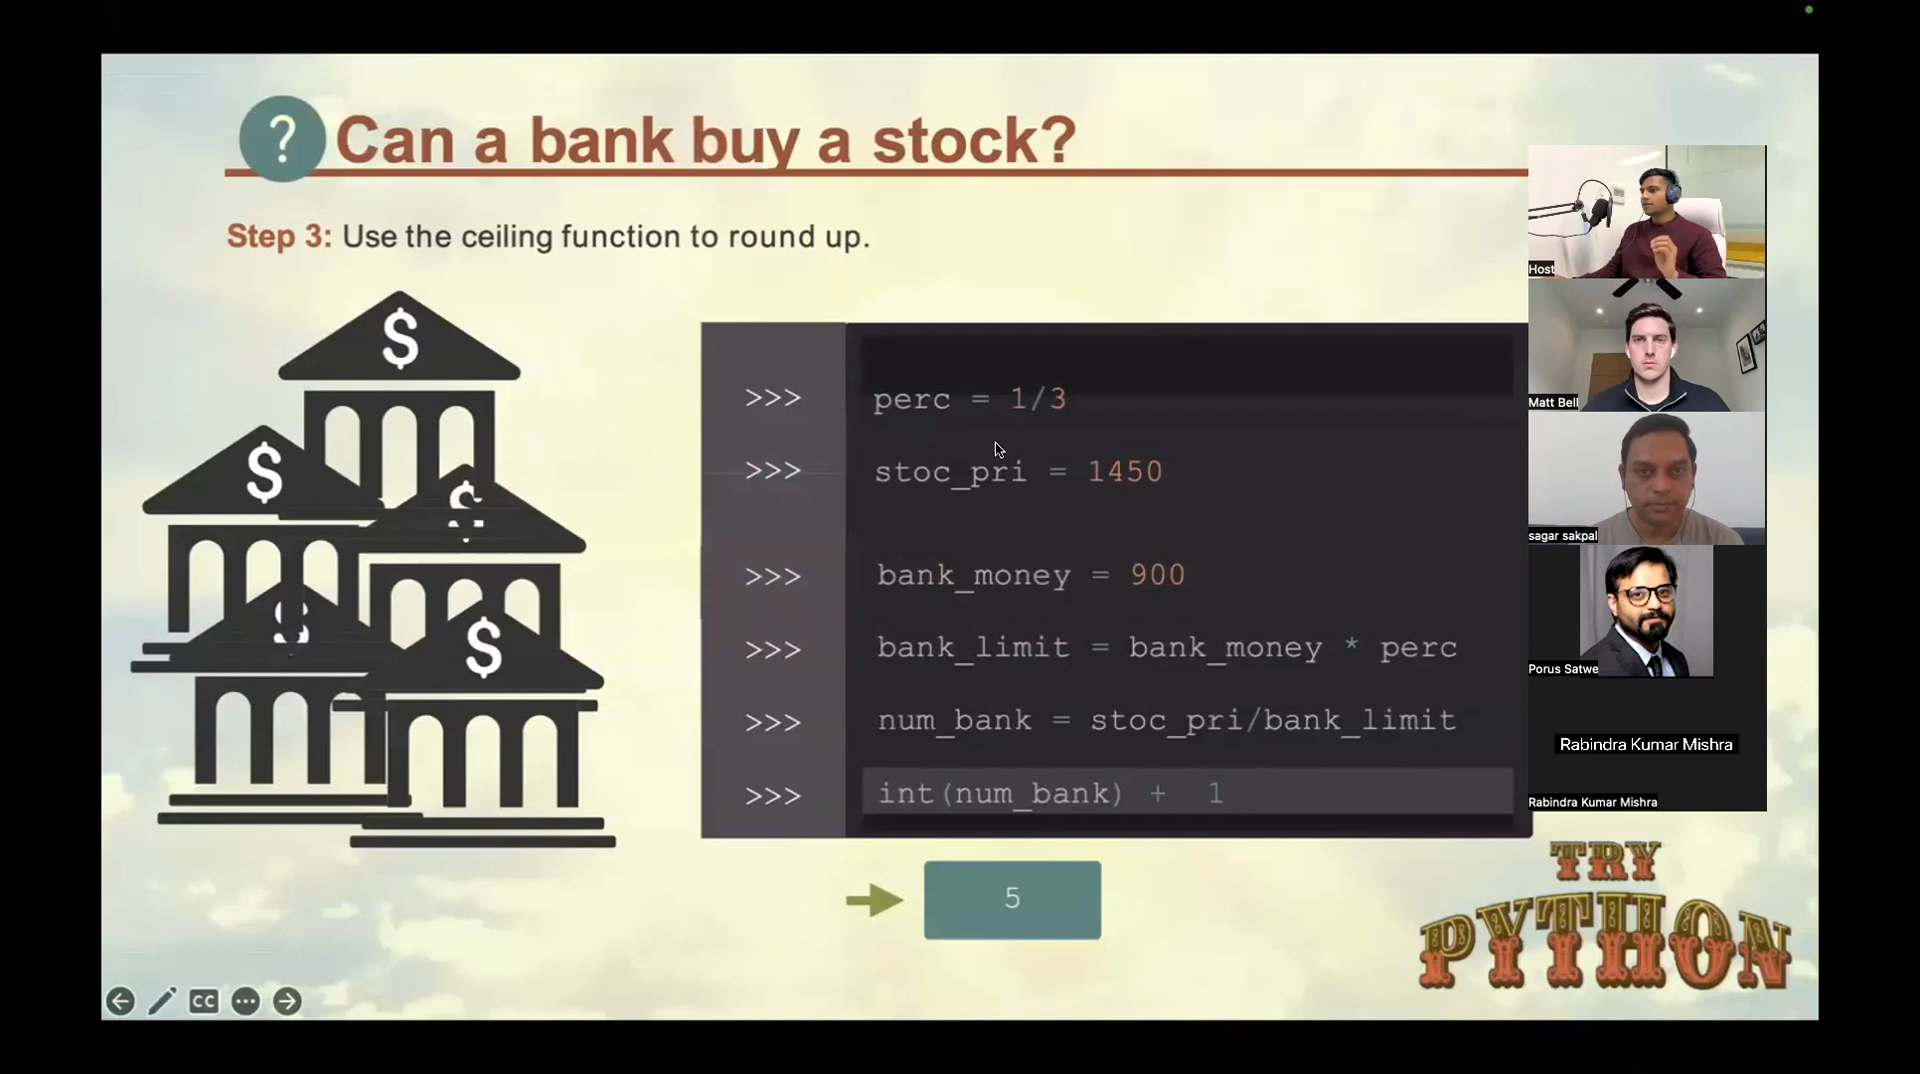 ? Can a bank buy a stock?
Step 3: Use the ceiling function to round up.
$
$
$
$
$
>>> perc = 1/3
>>> stoc_pri = 1450
>>> bank_money = 900
>>> bank_limit = bank_money * perc
>>> num_bank = stoc_pri/bank_limit
>>> int(num_bank) + 1
5
Host
Matt Bell
sagar sakpal
Porus Satwe
Rabindra Kumar Mishra
Rabindra Kumar Mishra
TRY
PYTHON
CC